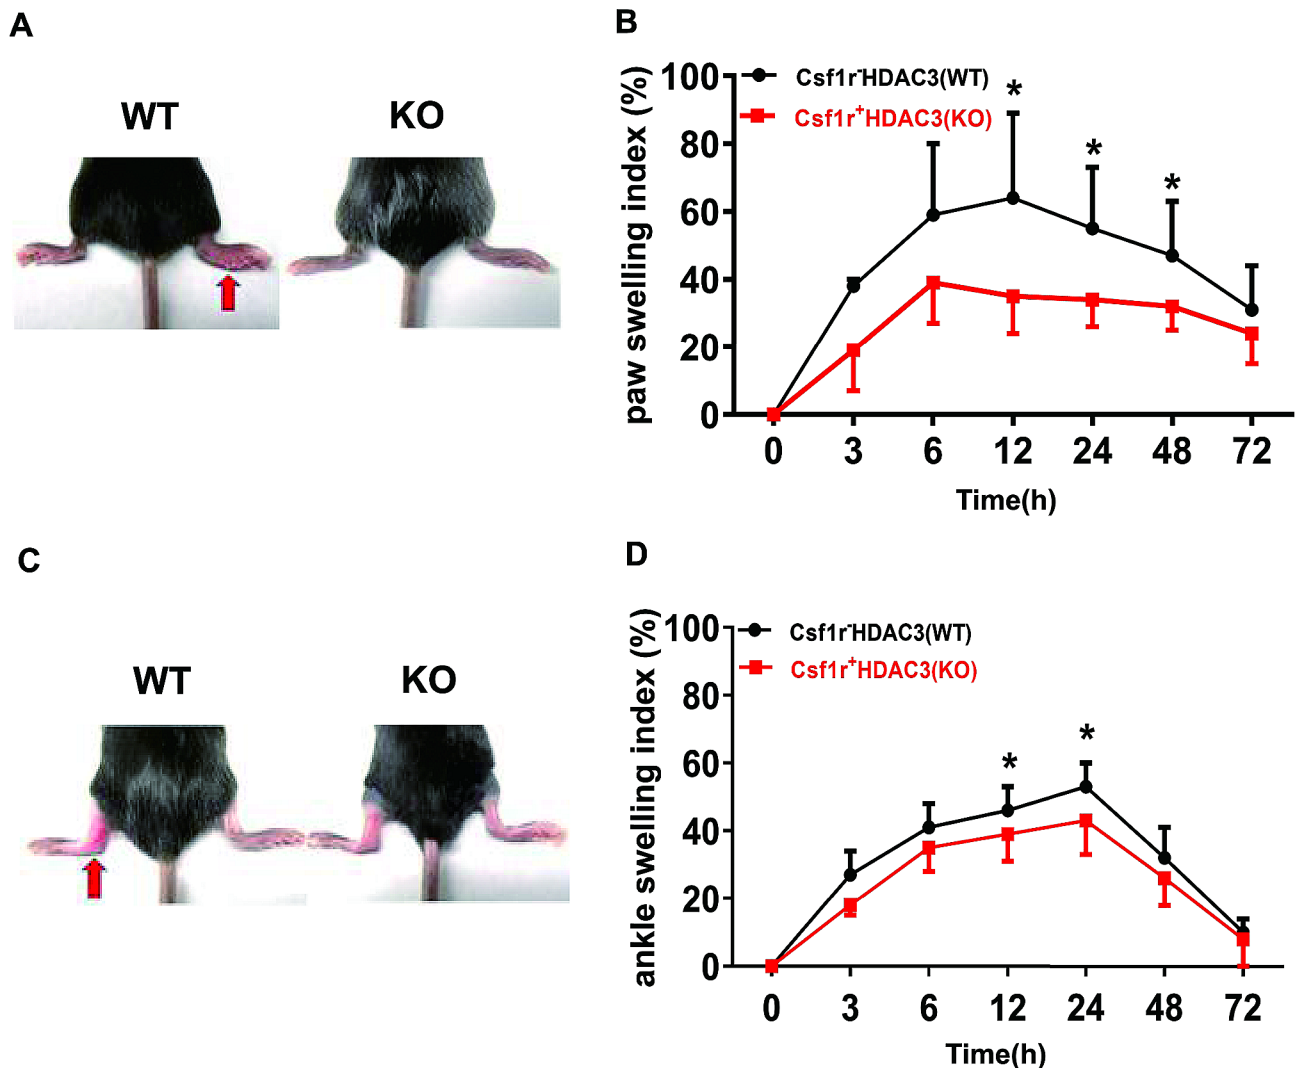 A
WT
KO
B
paw swelling index (%)
100
80
60
40
20
0
Csf1r⁻HDAC3(WT)
Csf1r⁺HDAC3(KO)
*
*
*
0 3 6 12 24 48 72
Time(h)
C
WT
KO
D
ankle swelling index (%)
100
80
60
40
20
0
Csf1r⁻HDAC3(WT)
Csf1r⁺HDAC3(KO)
*
*
0 3 6 12 24 48 72
Time(h)